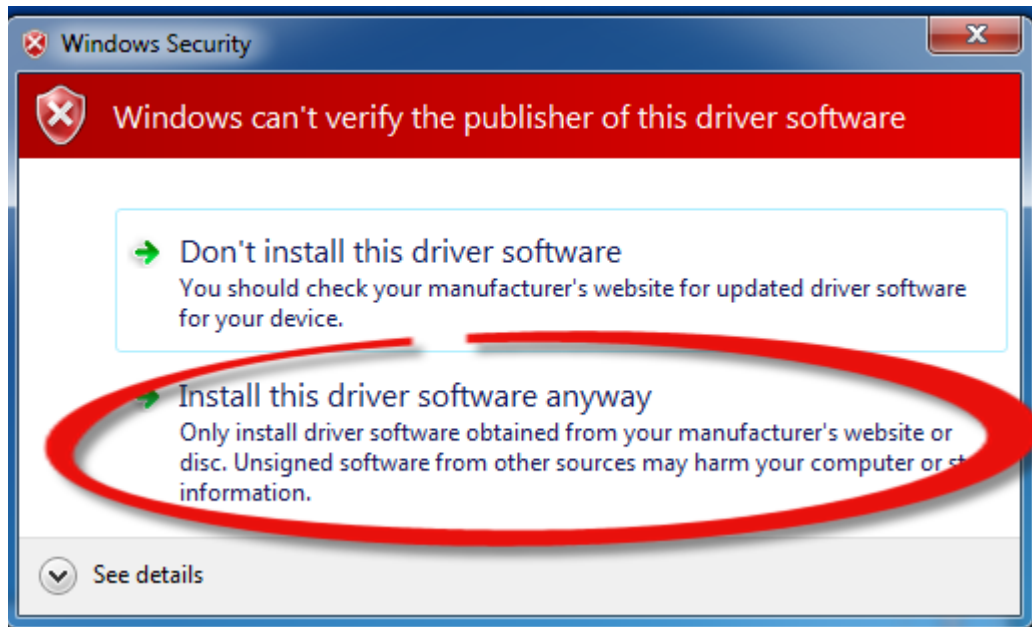 Windows Security
Windows can't verify the publisher of this driver software
Don't install this driver software
You should check your manufacturer's website for updated driver software
for your device.
Install this driver software anyway
Only install driver software obtained from your manufacturer's website or
disc. Unsigned software from other sources may harm your computer or
information.
See details